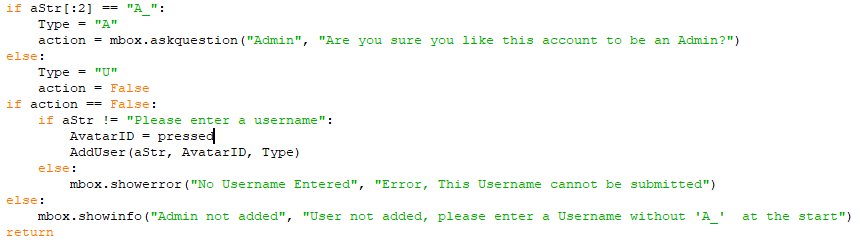 if aStr[:2] == "A_":
    Type = "A"
    action = mbox.askquestion("Admin", "Are you sure you like this account to be an Admin?")
else:
    Type = "U"
    action = False
if action == False:
    if aStr != "Please enter a username":
        AvatarID = pressed
        AddUser(aStr, AvatarID, Type)
    else:
        mbox.showerror("No Username Entered", "Error, This Username cannot be submitted")
else:
    mbox.showinfo("Admin not added", "User not added, please enter a Username without 'A_'  at the start")
return